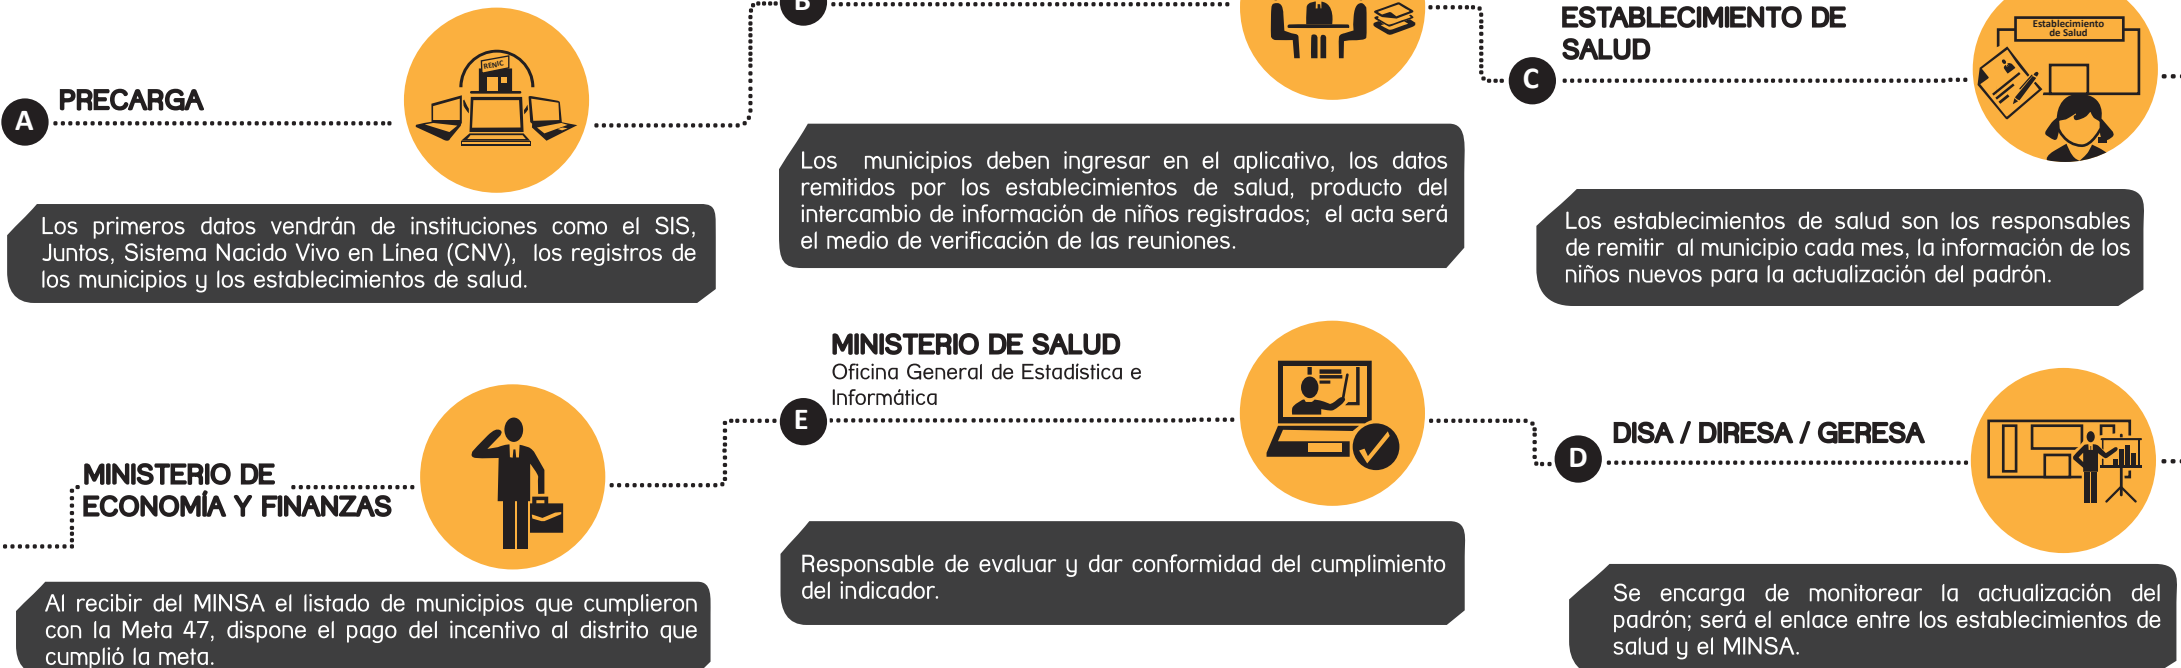 A
PRECARGA
RENIC
Los primeros datos vendrán de instituciones como el SIS,
Juntos, Sistema Nacido Vivo en Línea (CNV), los registros de
los municipios y los establecimientos de salud.
B
Los municipios deben ingresar en el aplicativo, los datos
remitidos por los establecimientos de salud, producto del
intercambio de información de niños registrados; el acta será
el medio de verificación de las reuniones.
C
ESTABLECIMIENTO DE
SALUD
Establecimiento
de Salud
Los establecimientos de salud son los responsables
de remitir al municipio cada mes, la información de los
niños nuevos para la actualización del padrón.
MINISTERIO DE
ECONOMÍA Y FINANZAS
Al recibir del MINSA el listado de municipios que cumplieron
con la Meta 47, dispone el pago del incentivo al distrito que
cumplió la meta.
E
MINISTERIO DE SALUD
Oficina General de Estadística e
Informática
Responsable de evaluar y dar conformidad del cumplimiento
del indicador.
D
DISA / DIRESA / GERESA
Se encarga de monitorear la actualización del
padrón; será el enlace entre los establecimientos de
salud y el MINSA.